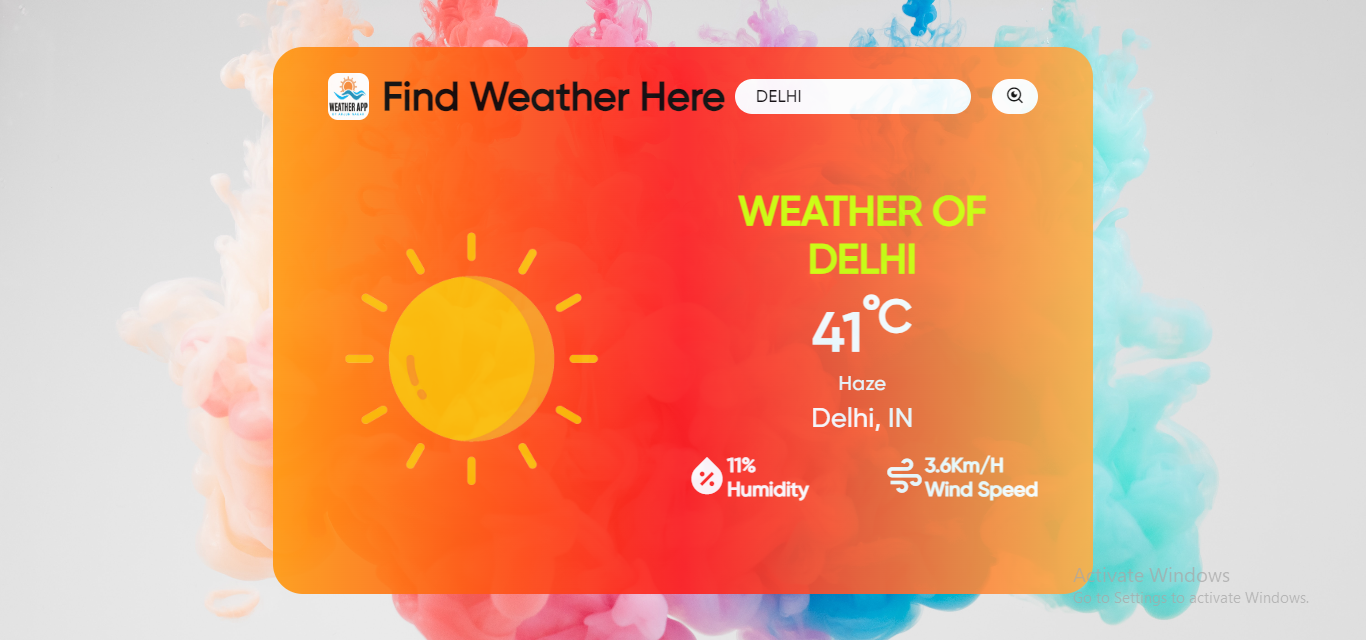 WEATHER APP
Find Weather Here
DELHI
WEATHER OF
DELHI
41°C
Haze
Delhi, IN
11%
Humidity
3.6Km/H
Wind Speed
Activate Windows
Go to Settings to activate Windows.